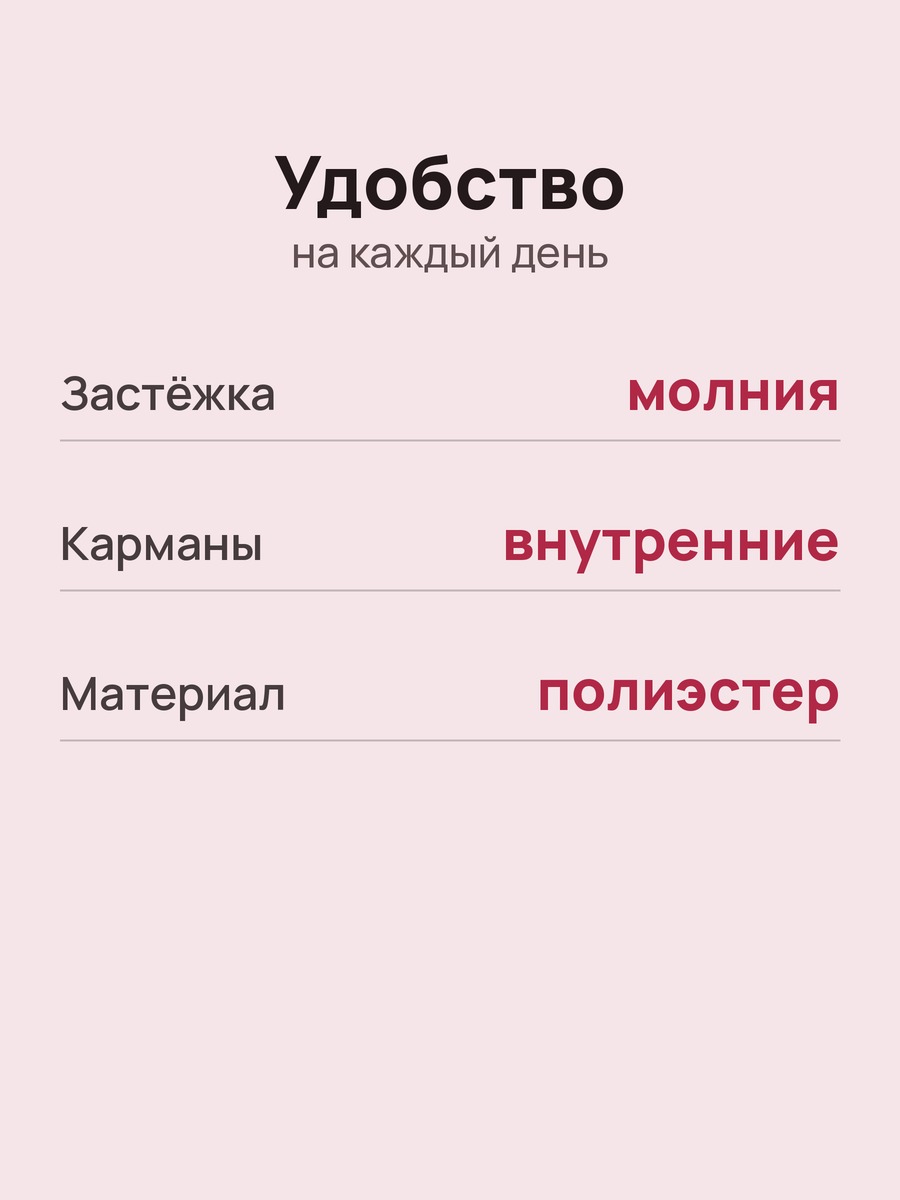 Удобство
на каждый день
Застёжка молния
Карманы внутренние
Материал полиэстер